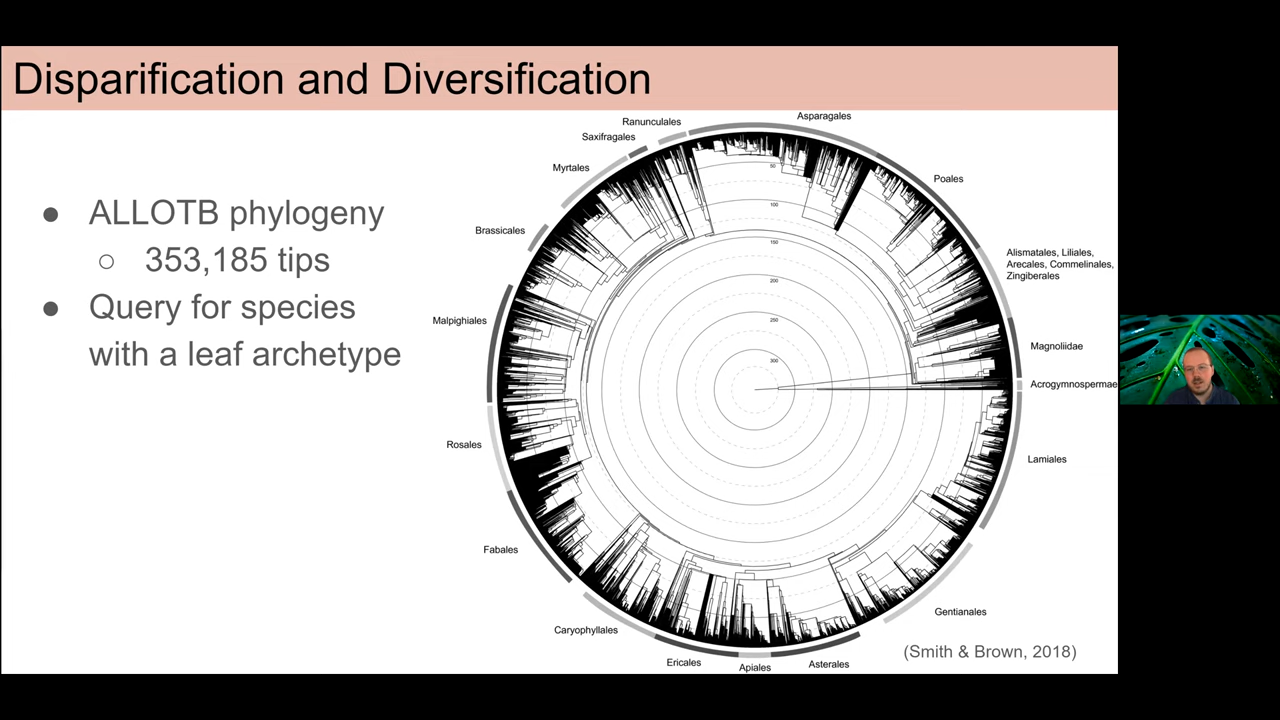 Disparification and Diversification
● ALLOTB phylogeny
○ 353,185 tips
● Query for species
with a leaf archetype
Ranunculales
Saxifragales
Myrtales
Brassicales
Malpighiales
Rosales
Fabales
Caryophyllales
Ericales
Apiales
Asterales
Gentianales
Lamiales
Acrogymnospermae
Magnoliidae
Alismatales, Liliales,
Arecales, Commelinales,
Zingiberales
Poales
Asparagales
50
100
150
200
250
300
(Smith & Brown, 2018)